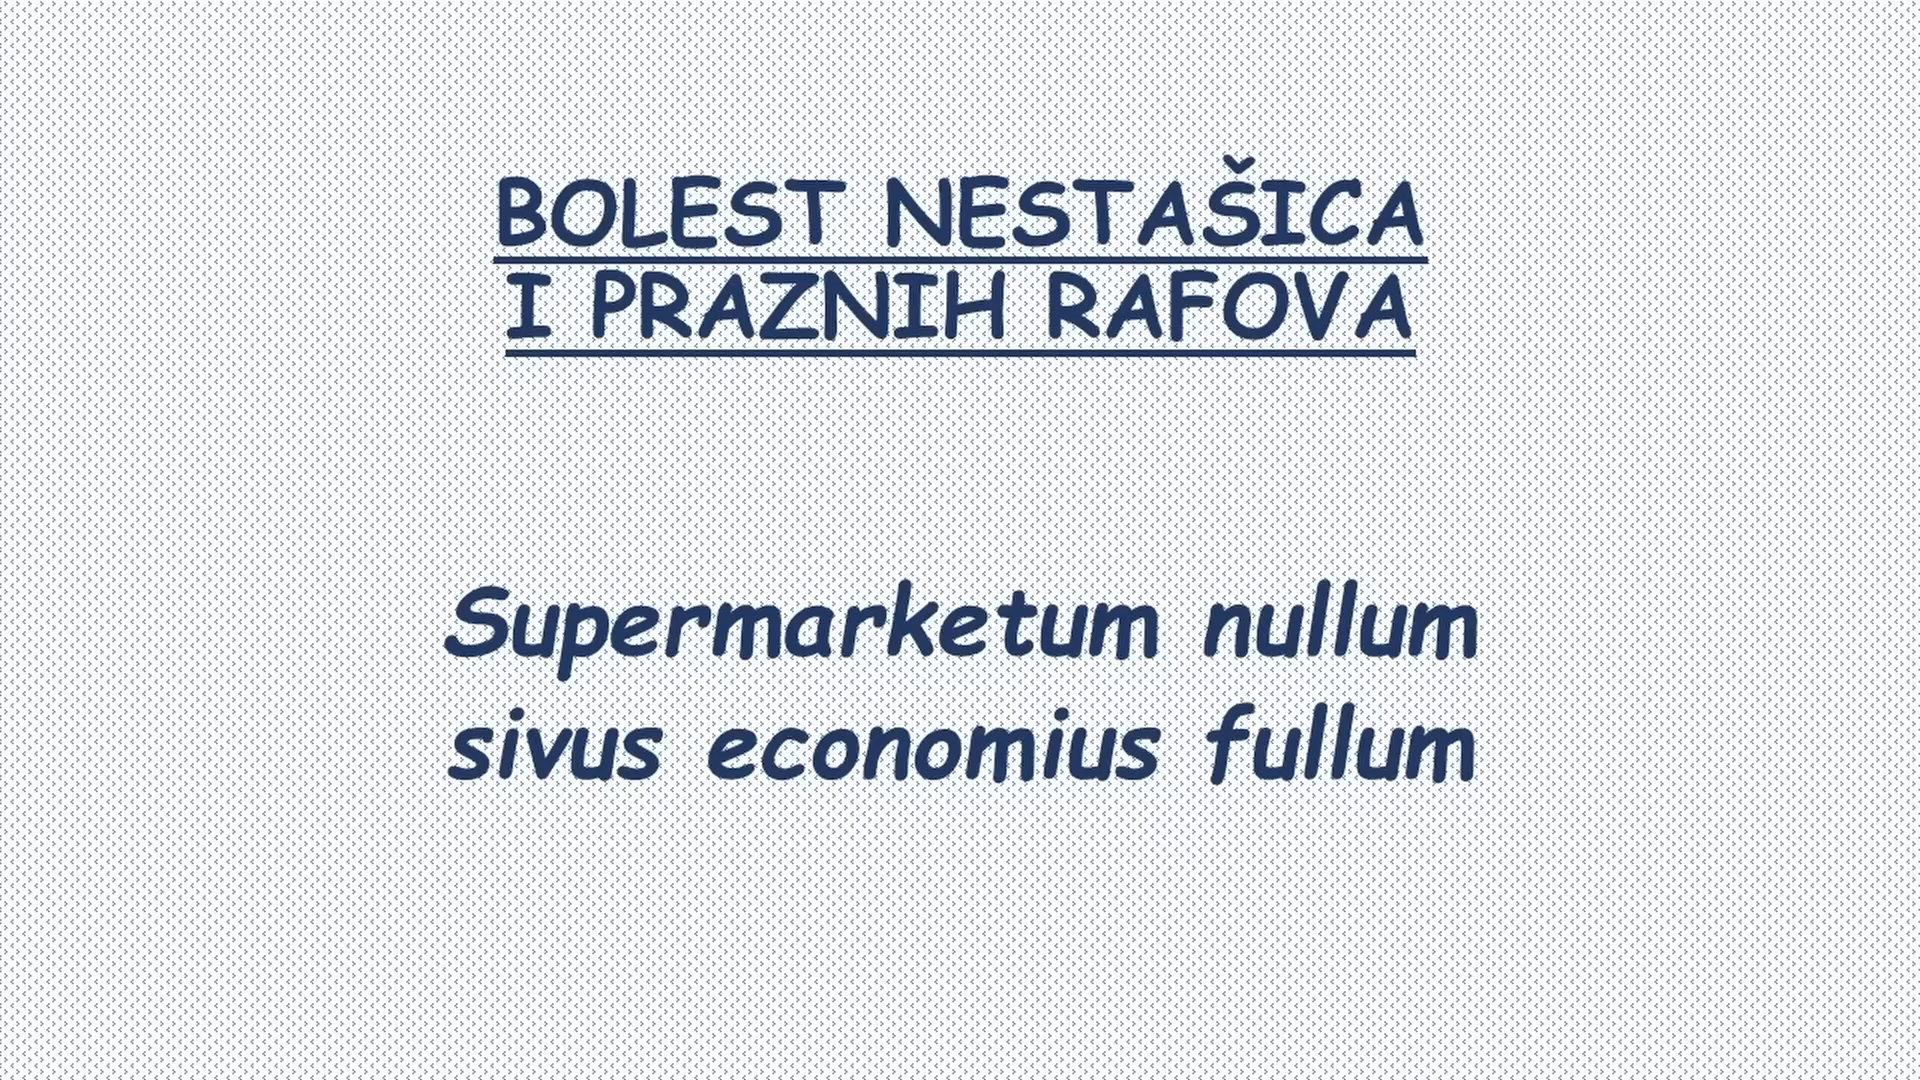 BOLEST NESTAŠICA
I PRAZNIH RAFOVA
Supermarketum nullum
sivus economius fullum